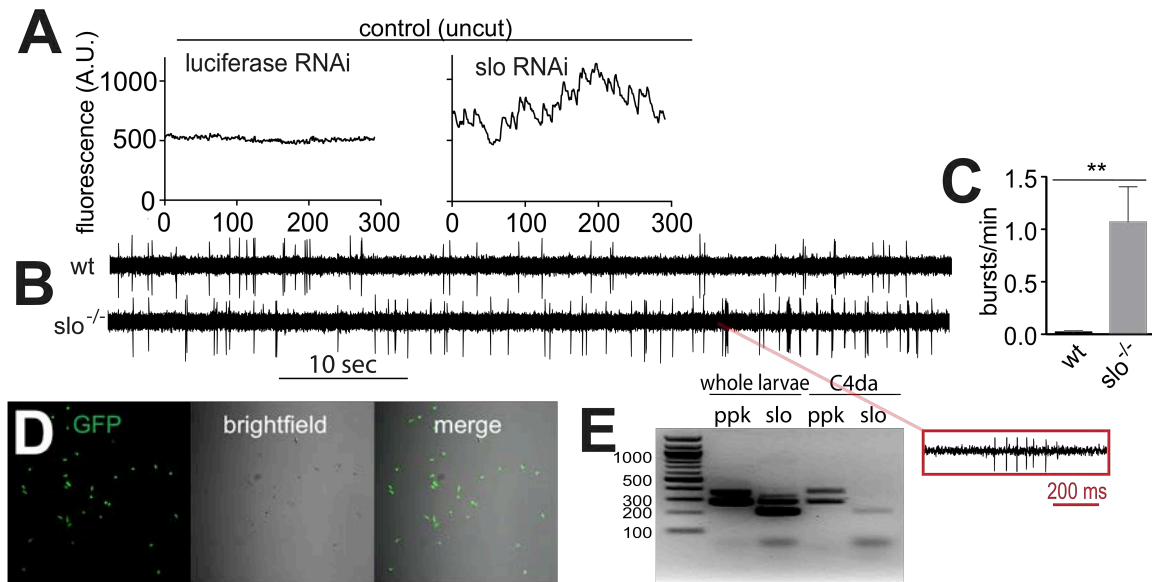 A
control (uncut)
luciferase RNAi
slo RNAi
fluorescence (A.U.)
1000
500
0
0 100 200 300
0 100 200 300
B
wt
slo-/-
10 sec
C
**
bursts/min
1.5
1.0
0.5
0.0
wt
slo-/-
D
GFP
brightfield
merge
E
whole larvae C4da
ppk slo ppk slo
1000
500
300
200
100
200 ms